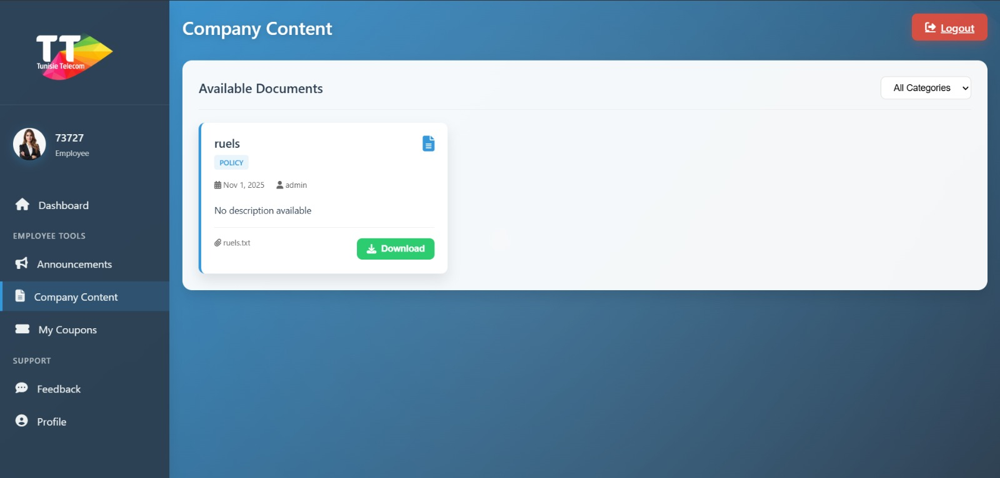 TT
Tunisie Telecom
73727
Employee
Dashboard
EMPLOYEE TOOLS
Announcements
Company Content
My Coupons
SUPPORT
Feedback
Profile
Company Content
Logout
Available Documents
All Categories
ruels
POLICY
Nov 1, 2025 admin
No description available
ruels.txt
Download